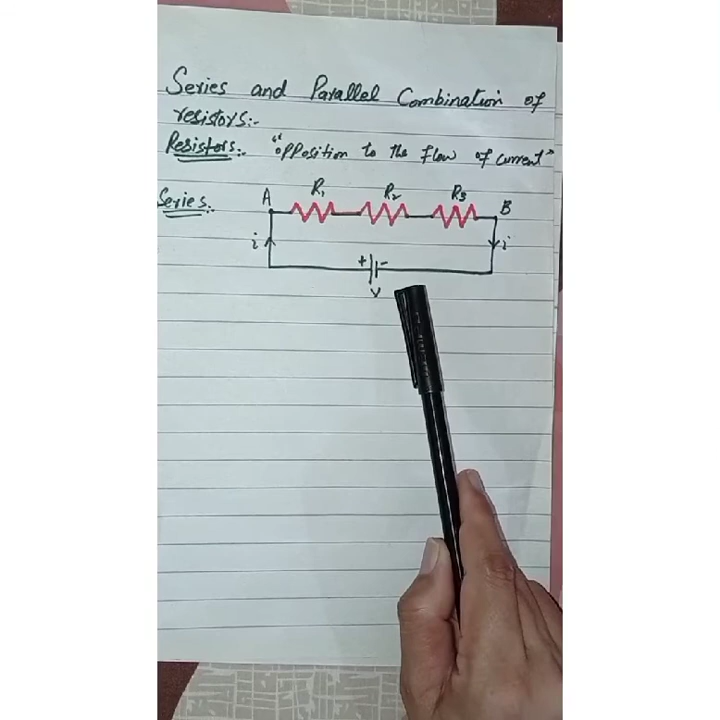 Series and Parallel Combination of
resistors:-
Resistors:- "opposition to the flow of current"
Series:-
A R₁ R₂ R₃ B
i i
+ -
V